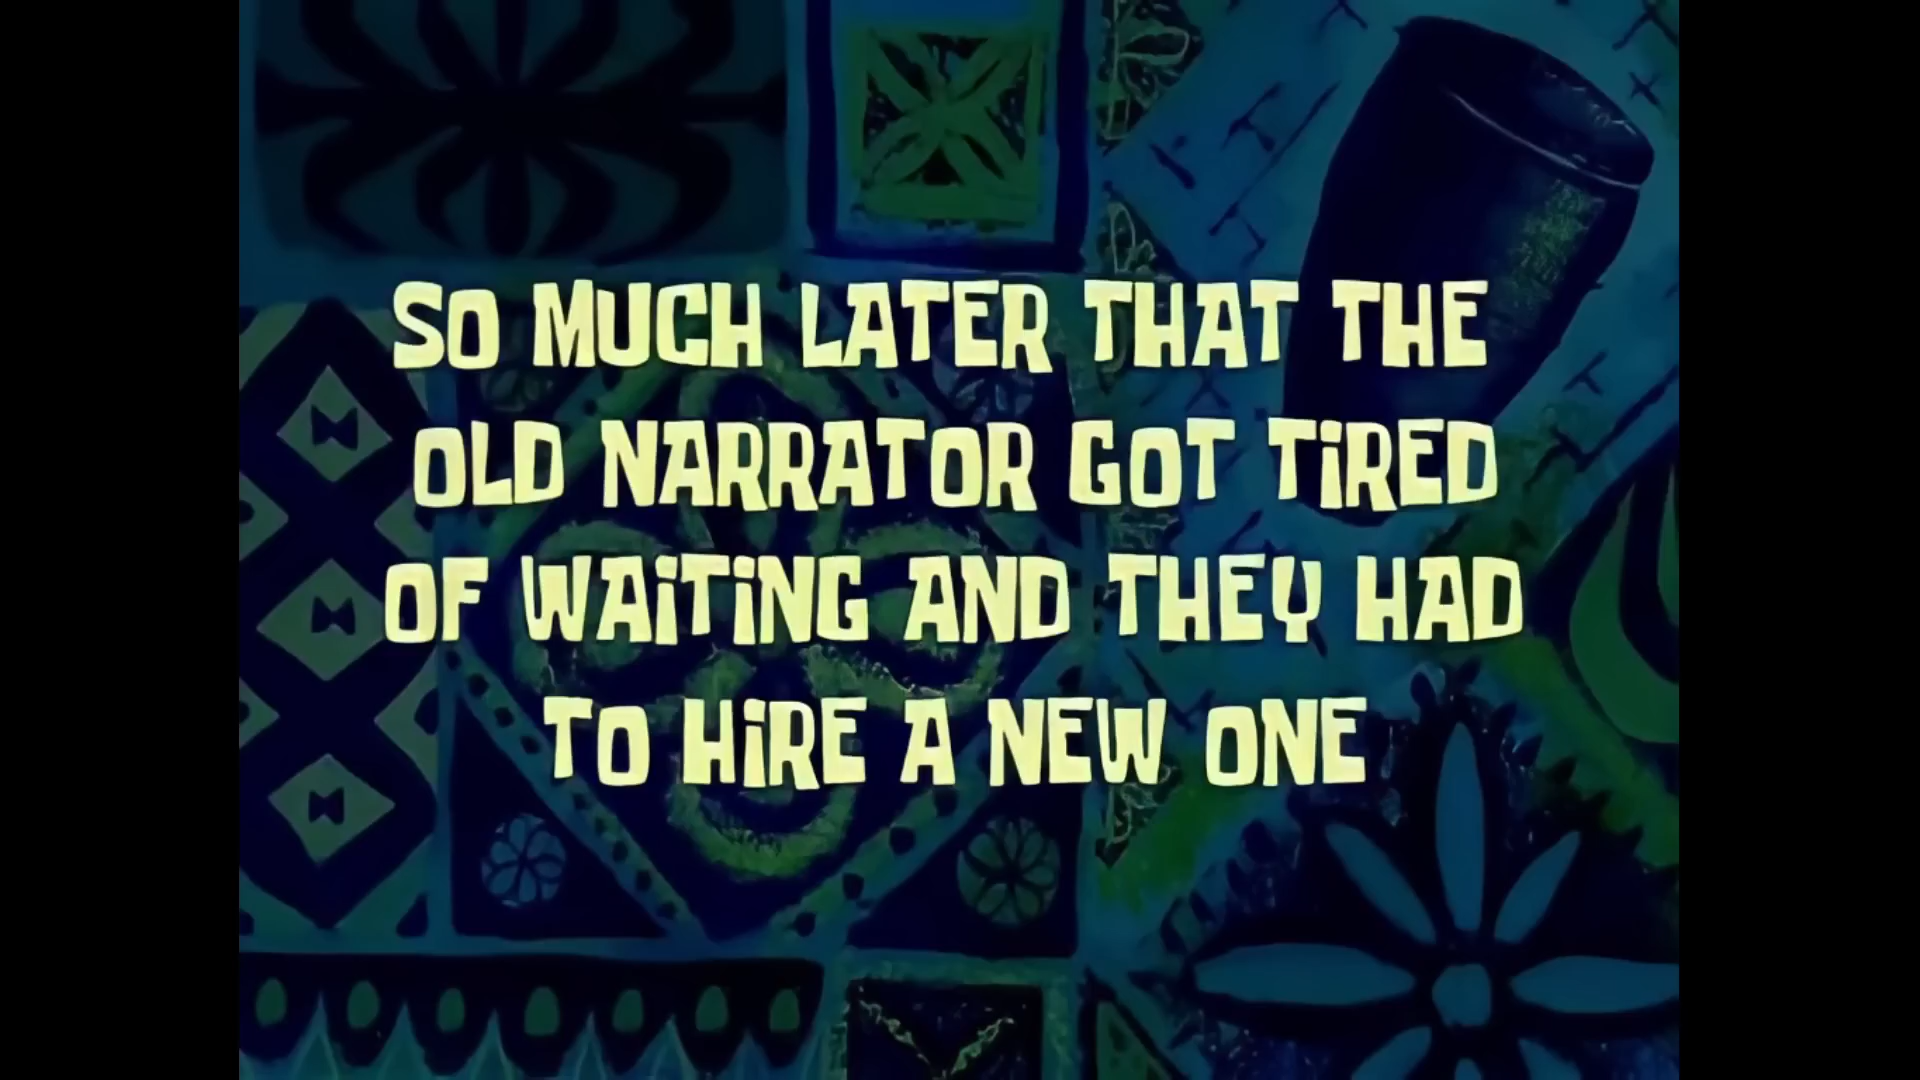 SO MUCH LATER THAT THE
OLD NARRATOR GOT TiRED
OF WAiTiNG AND THEY HAD
TO HiRE A NEW ONE